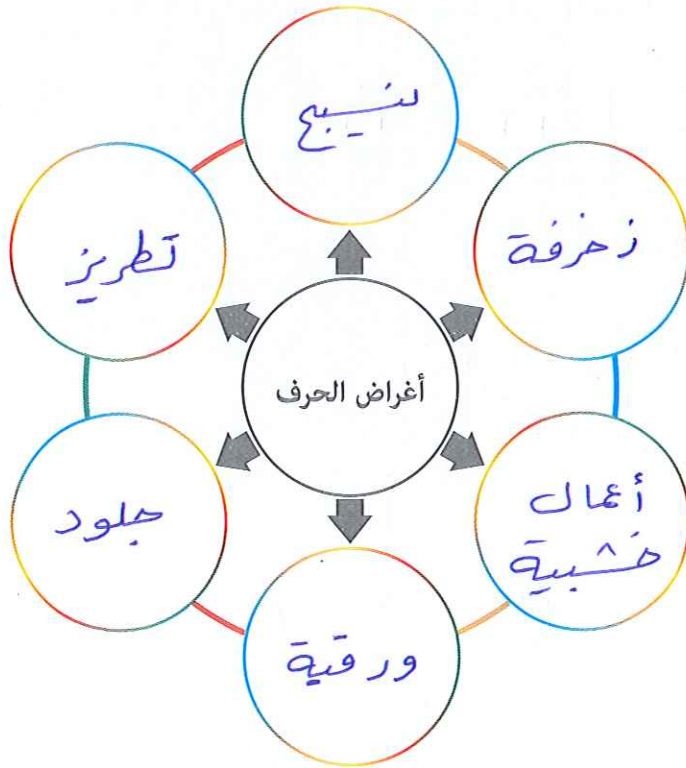 نسيج
زخرفة
تطريز
أغراض الحرف
أعمال
خشبية
جلود
ورقية